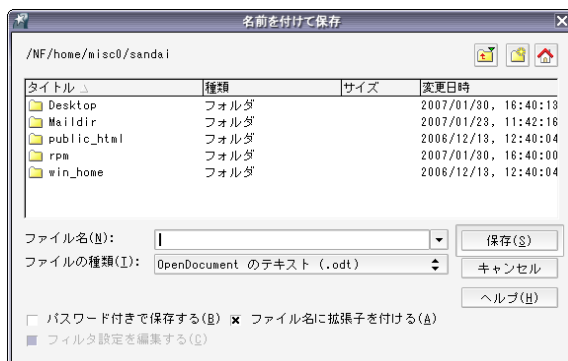 名前を付けて保存
/NF/home/misc0/sandai
タイトル 種類 サイズ 変更日時
Desktop フォルダ 2007/01/30, 16:40:13
Maildir フォルダ 2007/01/23, 11:42:16
public_html フォルダ 2006/12/13, 12:40:04
rpm フォルダ 2007/01/30, 16:40:00
win_home フォルダ 2006/12/13, 12:40:04
ファイル名(N): 保存(S)
ファイルの種類(T): OpenDocument のテキスト (.odt) キャンセル
ヘルプ(H)
パスワード付きで保存する(B) ファイル名に拡張子を付ける(A)
フィルタ設定を編集する(C)